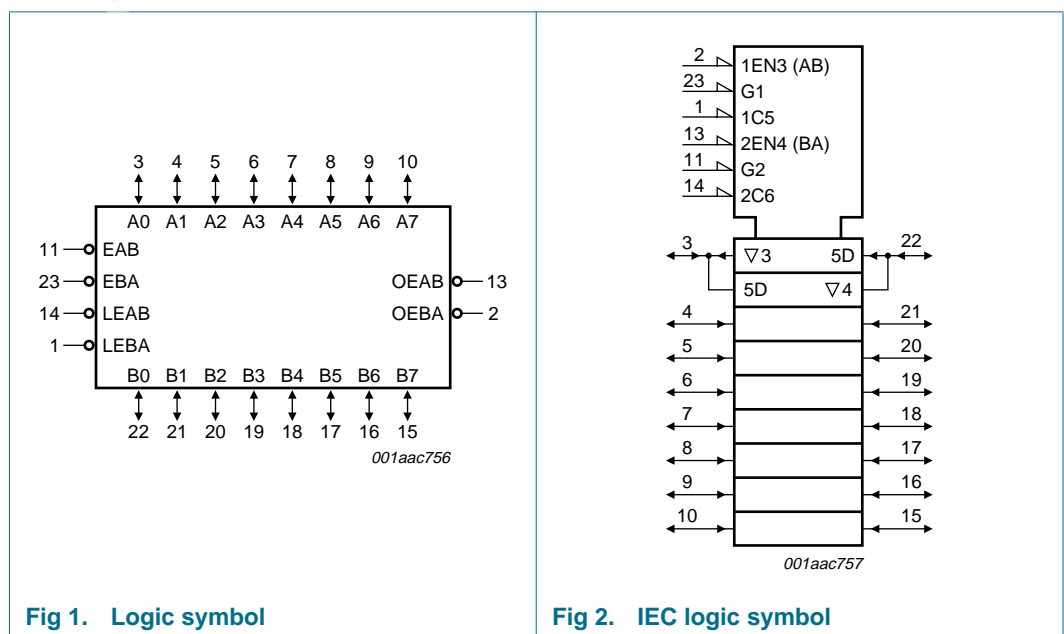 3 4 5 6 7 8 9 10
A0 A1 A2 A3 A4 A5 A6 A7
11 EAB
23 EBA
14 LEAB
1 LEBA
OEAB 13
OEBA 2
B0 B1 B2 B3 B4 B5 B6 B7
22 21 20 19 18 17 16 15
001aac756
Fig 1. Logic symbol
2 1EN3 (AB)
23 G1
1 1C5
13 2EN4 (BA)
11 G2
14 2C6
3 ▽3 5D 22
5D ▽4
4 21
5 20
6 19
7 18
8 17
9 16
10 15
001aac757
Fig 2. IEC logic symbol